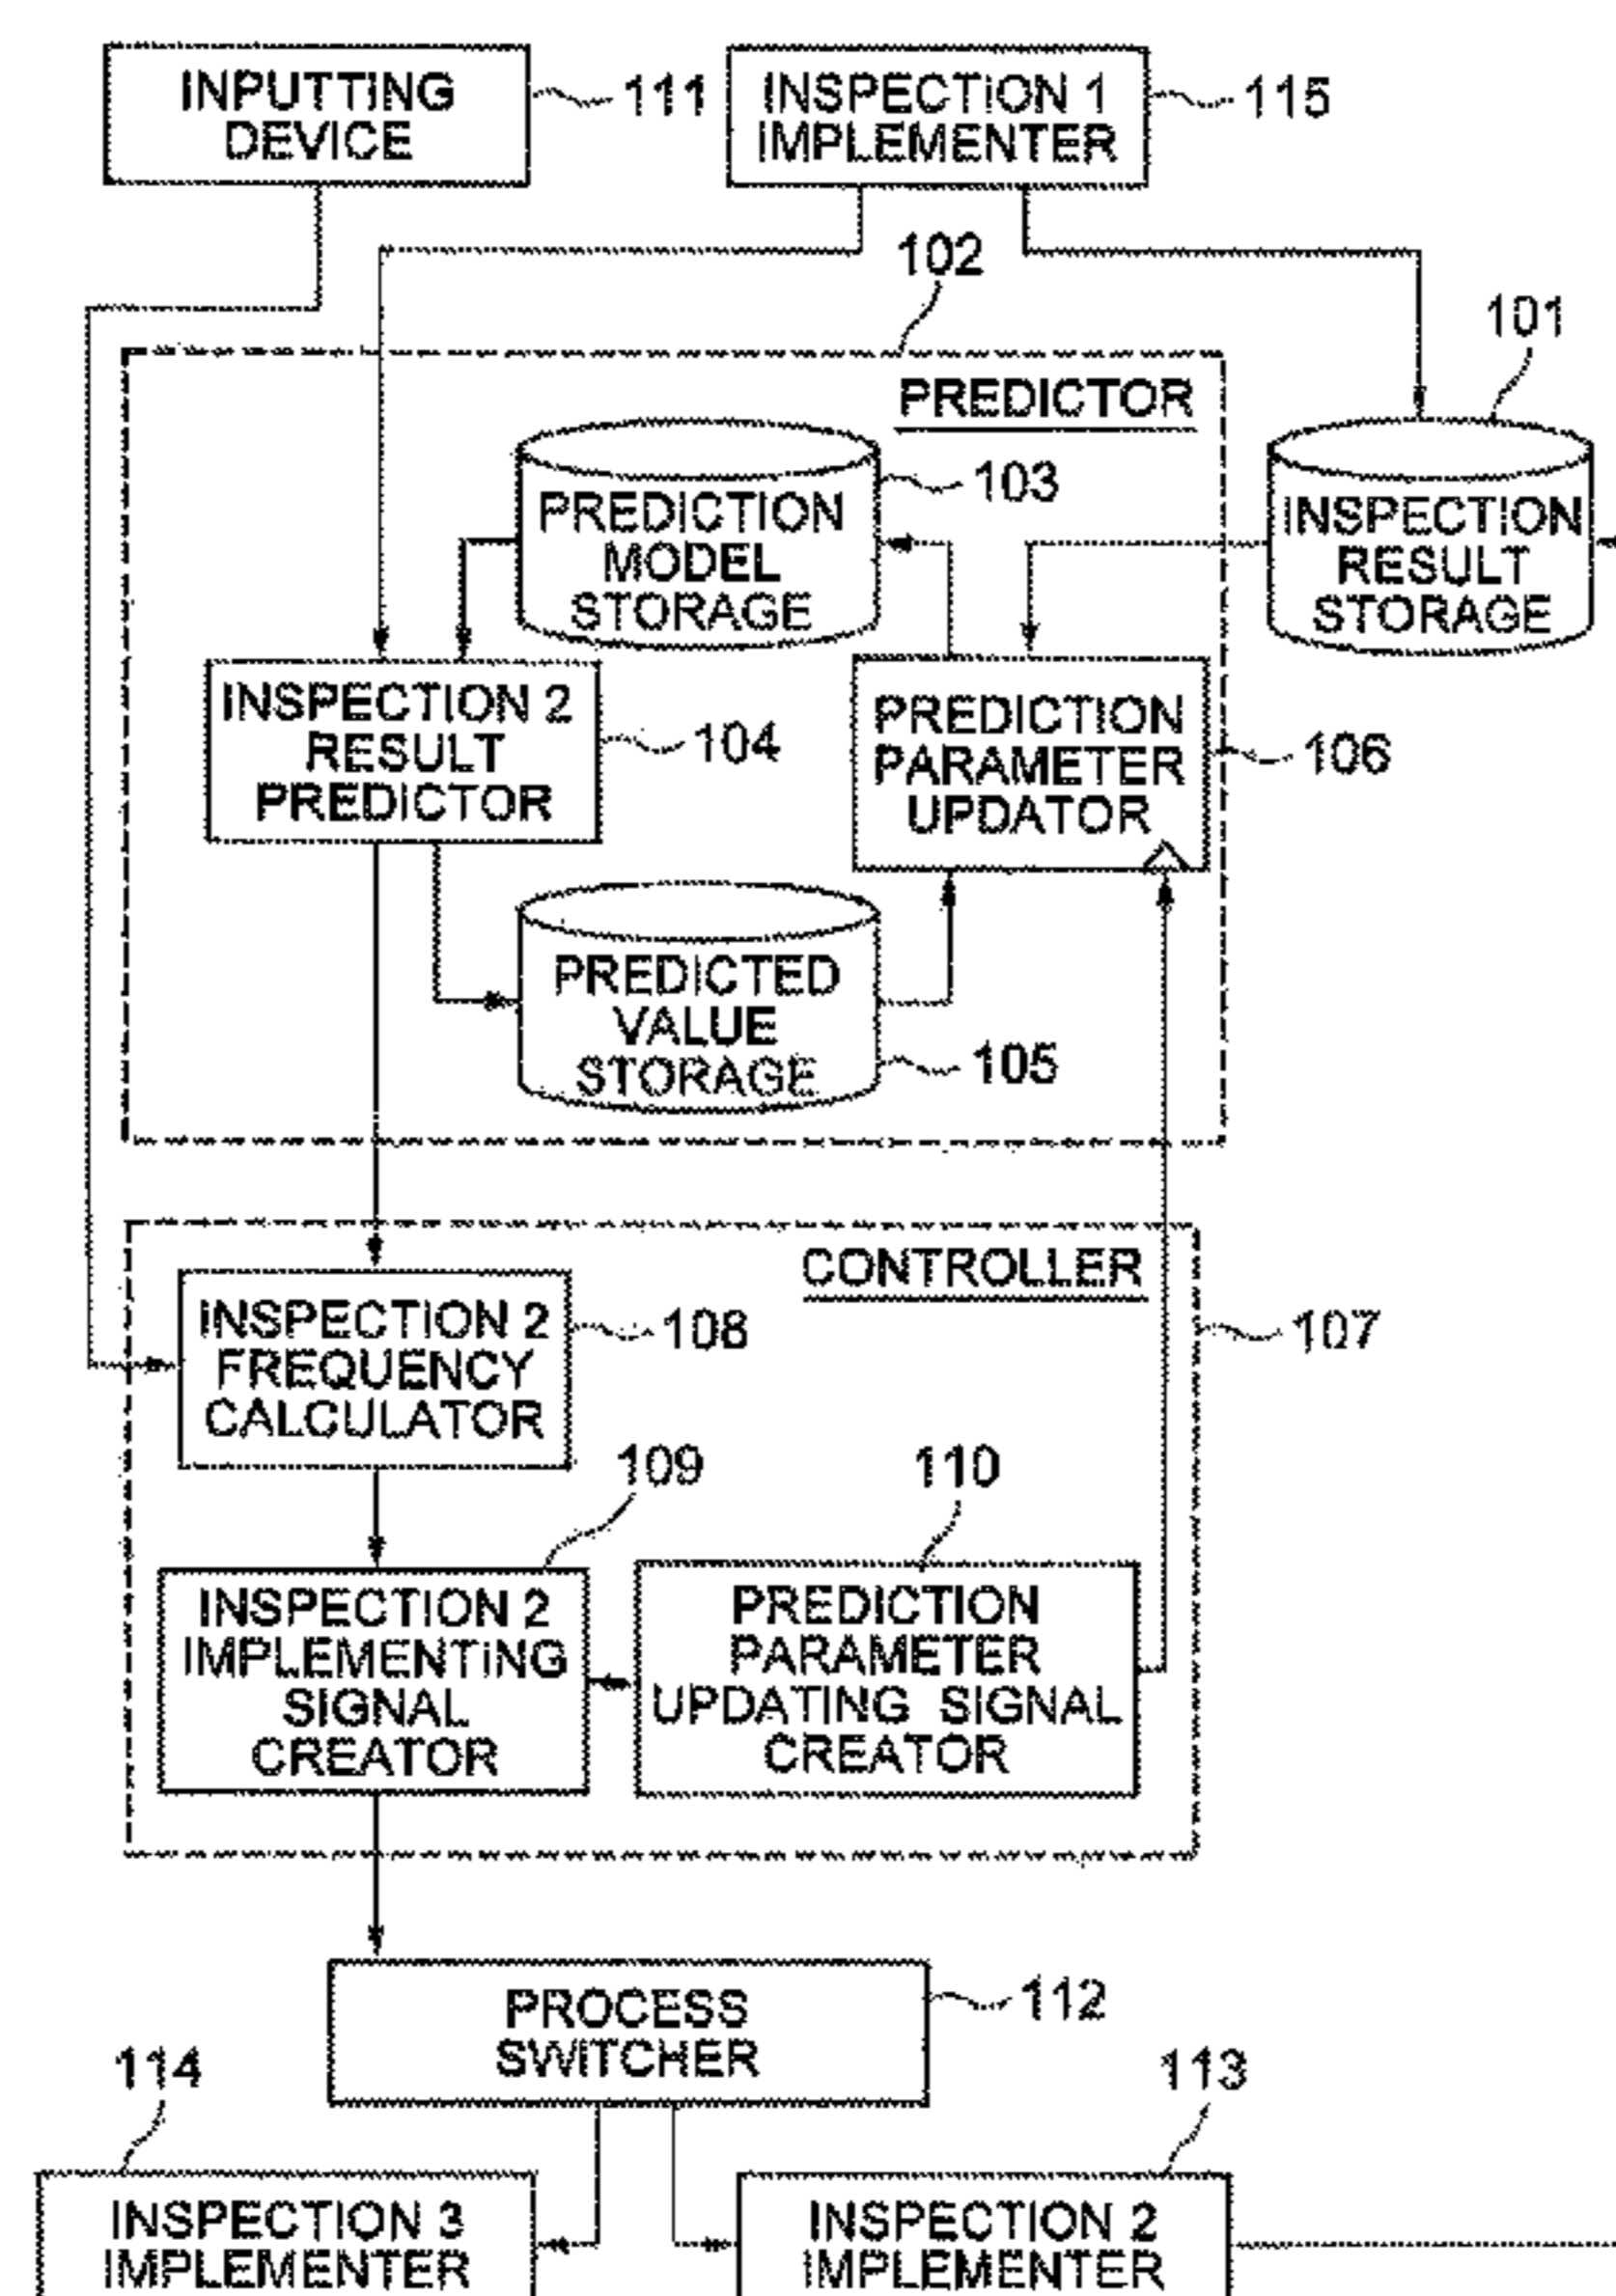 INPUTTING
DEVICE
111
INSPECTION 1
IMPLEMENTER
115
102
101
PREDICTOR
PREDICTION
MODEL
STORAGE
103
INSPECTION
RESULT
STORAGE
INSPECTION 2
RESULT
PREDICTOR
104
PREDICTION
PARAMETER
UPDATOR
106
PREDICTED
VALUE
STORAGE
105
CONTROLLER
107
INSPECTION 2
FREQUENCY
CALCULATOR
108
109
110
INSPECTION 2
IMPLEMENTING
SIGNAL
CREATOR
PREDICTION
PARAMETER
UPDATING SIGNAL
CREATOR
PROCESS
SWITCHER
112
114
113
INSPECTION 3
IMPLEMENTER
INSPECTION 2
IMPLEMENTER